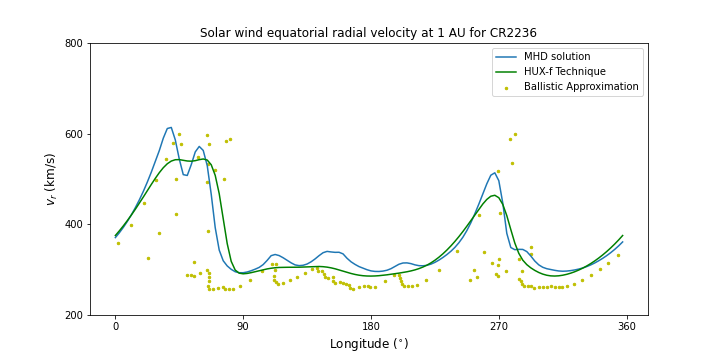 Solar wind equatorial radial velocity at 1 AU for CR2236
MHD solution
HUX-f Technique
Ballistic Approximation
800
600
400
200
v_r (km/s)
0 90 180 270 360
Longitude (°)